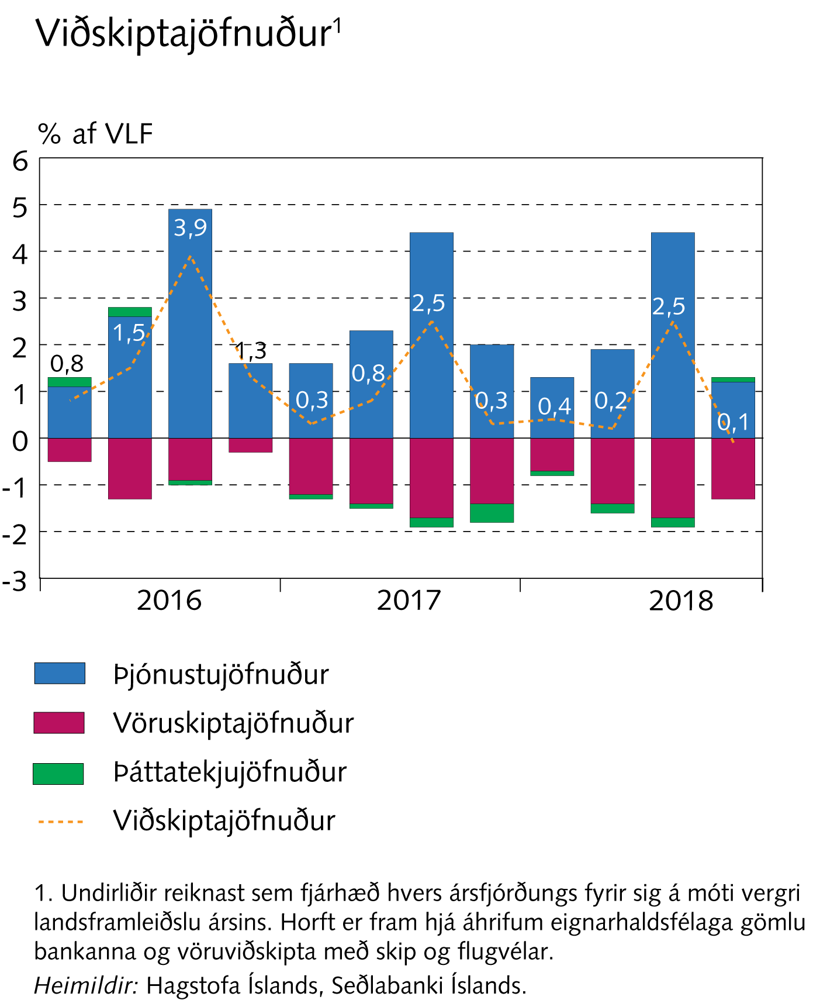 Viðskiptajöfnuður¹
% af VLF
6
5
4
3
2
1
0
-1
-2
-3
0,8
1,5
3,9
1,3
0,3
0,8
2,5
0,3
0,4
0,2
2,5
0,1
2016
2017
2018
Þjónustujöfnuður
Vöruskiptajöfnuður
Þáttatekjujöfnuður
Viðskiptajöfnuður
1. Undirliðir reiknast sem fjárhæð hvers ársfjórðungs fyrir sig á móti vergri
landsframleiðslu ársins. Horft er fram hjá áhrifum eignarhaldsfélaga gömlu
bankanna og vöruviðskipta með skip og flugvélar.
Heimildir: Hagstofa Íslands, Seðlabanki Íslands.